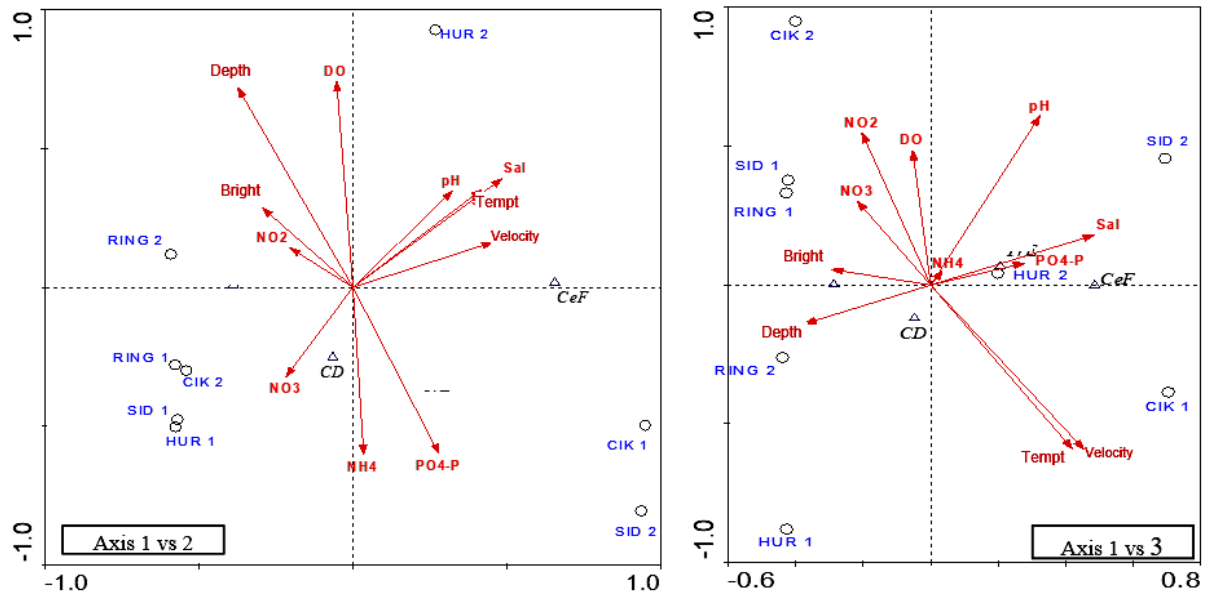 1.0
HUR 2
Depth
DO
Sal
pH
Tempt
Bright
NO2
Velocity
RING 2
CeF
RING 1
CD
NO3
CIK 2
SID 1
HUR 1
CIK 1
NH4
PO4-P
SID 2
Axis 1 vs 2
-1.0
-1.0
1.0
1.0
CIK 2
pH
NO2
DO
SID 2
SID 1
NO3
RING 1
Sal
Bright
NH4
PO4-P
HUR 2
CeF
Depth
CD
RING 2
CIK 1
Tempt
Velocity
HUR 1
Axis 1 vs 3
-1.0
-0.6
0.8